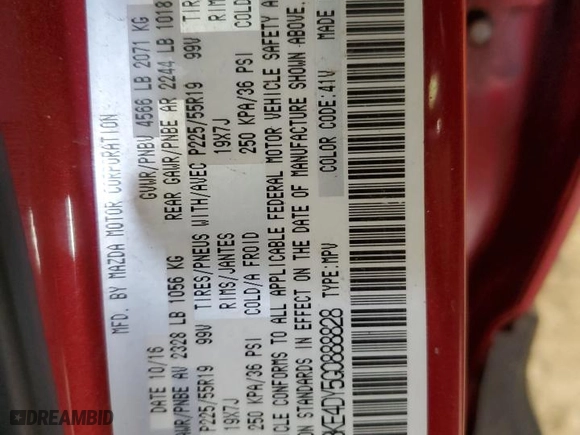 MFD. BY MAZDA MOTOR CORPORATION
DATE 10/16 GVWR/PNBV 4566 LB 2071 KG
GAWR/PNBE AV 2328 LB 1056 KG REAR GAWR/PNBE AR 2244 LB 1018
P225/55R19 99V TIRES/PNEUS WITH/AVEC P225/55R19 99V
19X7J RIMS/JANTES 19X7J RIMS
250 KPA/36 PSI COLD/A FROID 250 KPA/36 PSI COLD
CONFORMS TO ALL APPLICABLE FEDERAL MOTOR VEHICLE SAFETY
STANDARDS IN EFFECT ON THE DATE OF MANUFACTURE SHOWN ABOVE.
KE4DY5G0888828 TYPE:MPV COLOR CODE:41V MADE
DREAMBID